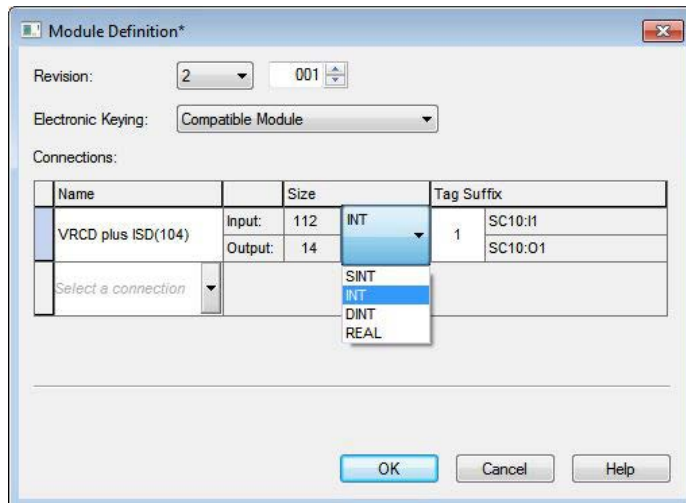 Module Definition*
Revision: 2 001
Electronic Keying: Compatible Module
Connections:
Name Size Tag Suffix
VRCD plus ISD(104) Input: 112 INT 1 SC10:I1
Output: 14 SC10:O1
Select a connection
SINT
INT
DINT
REAL
OK Cancel Help